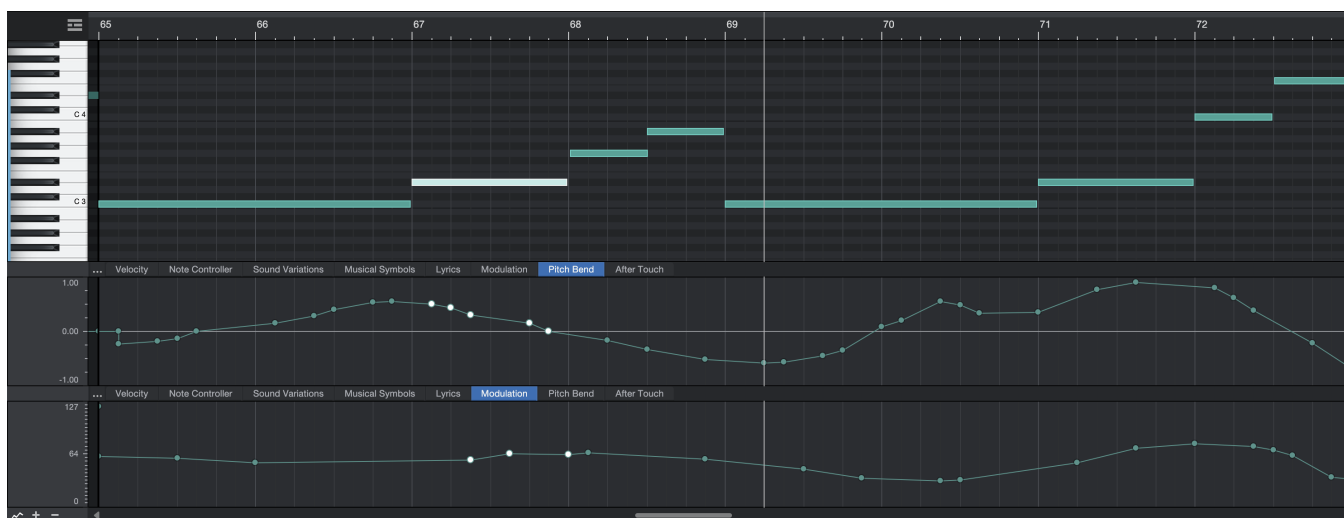 65 66 67 68 69 70 71 72
C 4
C 3
... Velocity Note Controller Sound Variations Musical Symbols Lyrics Modulation Pitch Bend After Touch
1.00
0.00
-1.00
... Velocity Note Controller Sound Variations Musical Symbols Lyrics Modulation Pitch Bend After Touch
127
64
0
+ −